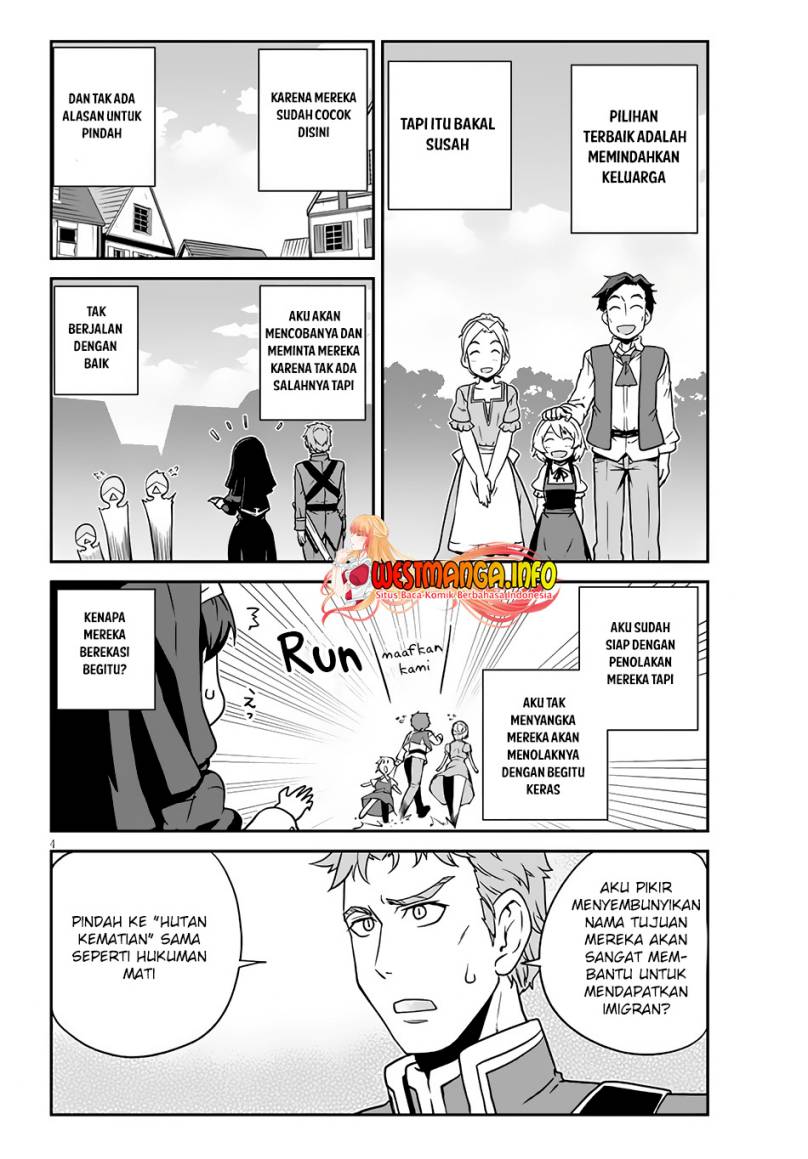 PILIHAN
TERBAIK ADALAH
MEMINDAHKAN
KELUARGA
TAPI ITU BAKAL
SUSAH
KARENA MEREKA
SUDAH COCOK
DISINI
DAN TAK ADA
ALASAN UNTUK
PINDAH
AKU AKAN
MENCOBANYA DAN
MEMINTA MEREKA
KARENA TAK ADA
SALAHNYA TAPI
TAK
BERJALAN
DENGAN
BAIK
WESTMANGA.INFO
Situs Baca Komik Berbahasa Indonesia
AKU SUDAH
SIAP DENGAN
PENOLAKAN
MEREKA TAPI
AKU TAK
MENYANGKA
MEREKA AKAN
MENOLAKNYA
DENGAN BEGITU
KERAS
maafkan
kami
Run
えっ
KENAPA
MEREKA
BEREKASI
BEGITU?
4
AKU PIKIR
MENYEMBUNYIKAN
NAMA TUJUAN
MEREKA AKAN
SANGAT MEM-
BANTU UNTUK
MENDAPATKAN
IMIGRAN?
PINDAH KE "HUTAN
KEMATIAN" SAMA
SEPERTI HUKUMAN
MATI